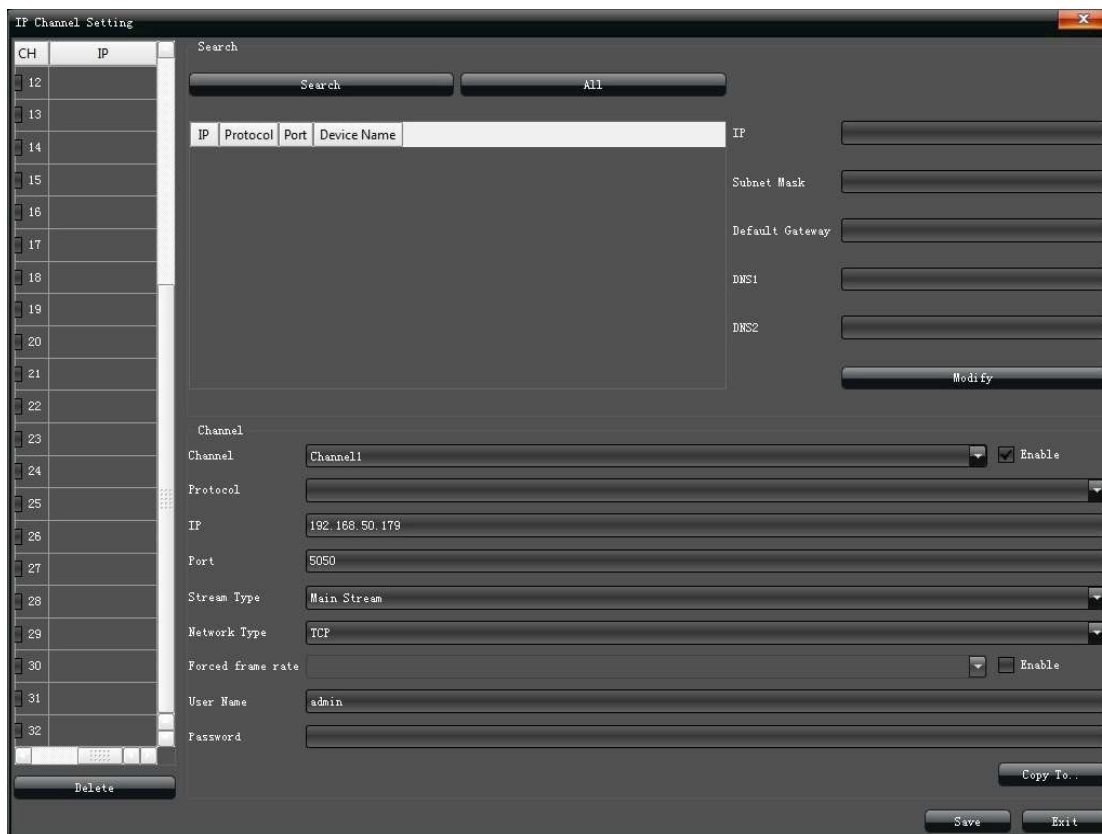 IP Channel Setting
CH IP
12
13
14
15
16
17
18
19
20
21
22
23
24
25
26
27
28
29
30
31
32
Delete
Search
Search All
IP Protocol Port Device Name
IP
Subnet Mask
Default Gateway
DNS1
DNS2
Modify
Channel
Channel Channel1 Enable
Protocol
IP 192.168.50.179
Port 5050
Stream Type Main Stream
Network Type TCP
Forced frame rate Enable
User Name admin
Password
Copy To..
Save Exit